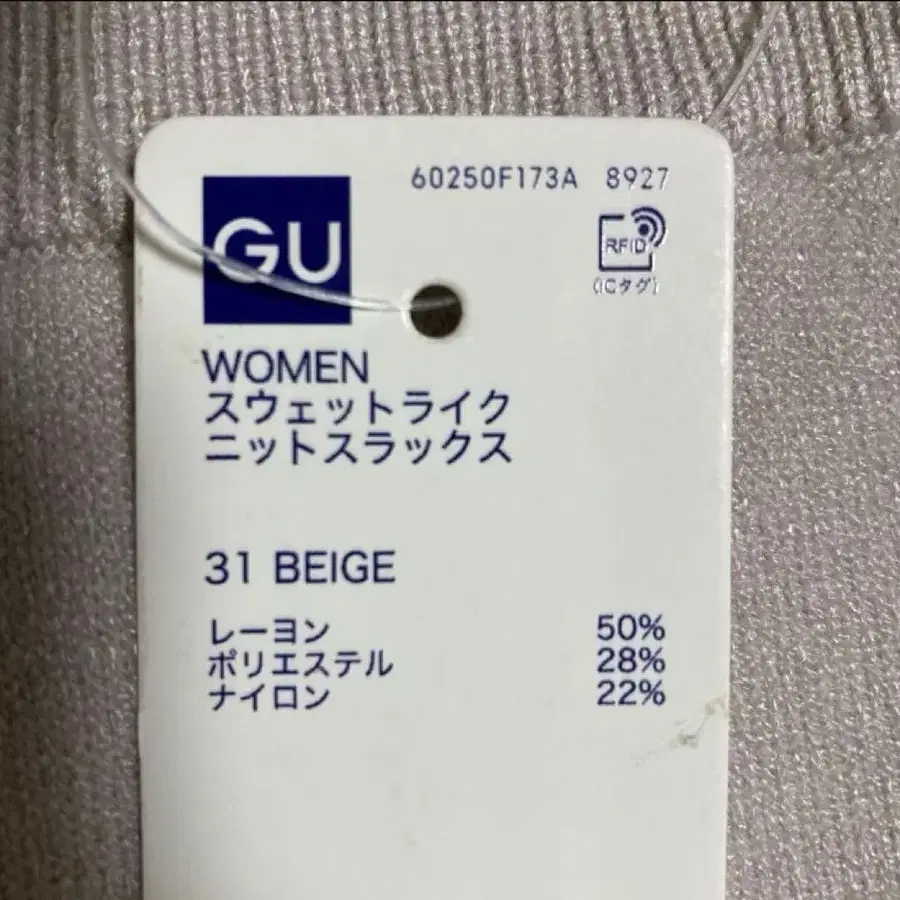 60250F173A 8927
GU
RFID
(ICタグ)
WOMEN
スウェットライク
ニットスラックス
31 BEIGE
レーヨン 50%
ポリエステル 28%
ナイロン 22%